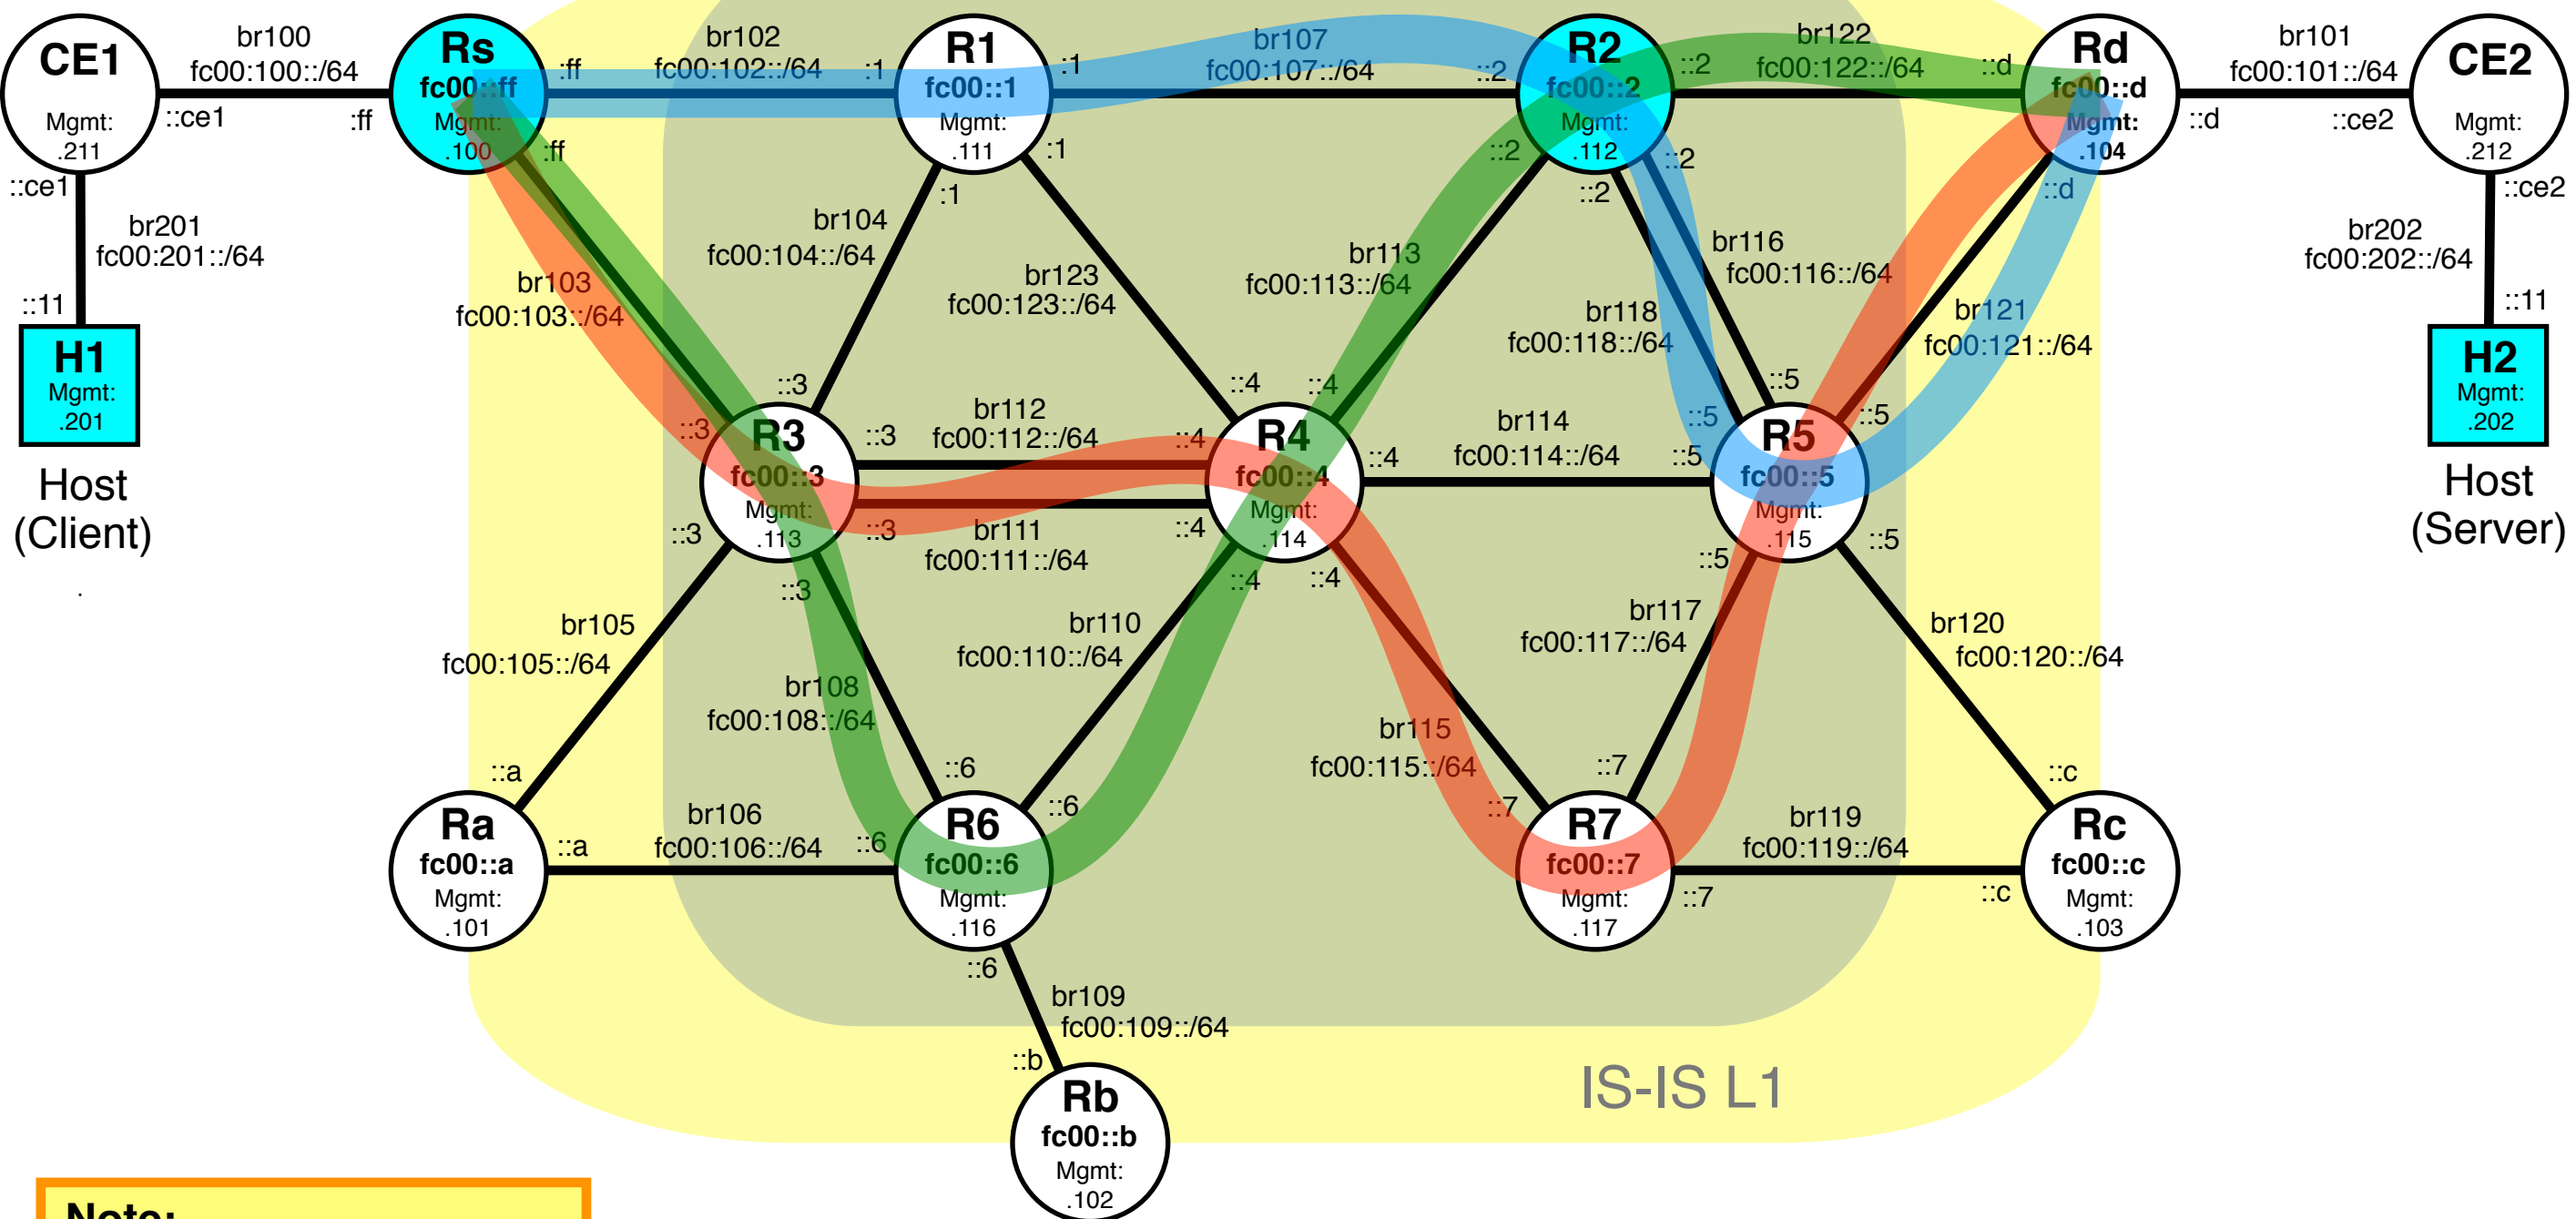 CE1
Mgmt:
.211
br100
fc00:100::/64
::ce1
:ff
Rs
fc00::ff
Mgmt:
.100
:ff
:ff
br102
fc00:102::/64
:1
R1
fc00::1
Mgmt:
.111
:1
:1
:1
br107
fc00:107::/64
::2
R2
fc00::2
Mgmt:
.112
::2
::2
::2
::2
br122
fc00:122::/64
::d
Rd
fc00::d
Mgmt:
.104
::d
::d
br101
fc00:101::/64
::ce2
CE2
Mgmt:
.212
::ce1
br201
fc00:201::/64
::11
H1
Mgmt:
.201
Host
(Client)
.
br103
fc00:103::/64
br104
fc00:104::/64
br123
fc00:123::/64
br113
fc00:113::/64
br118
fc00:118::/64
br116
fc00:116::/64
br121
fc00:121::/64
::ce2
br202
fc00:202::/64
::11
H2
Mgmt:
.202
Host
(Server)
::3
::3
R3
fc00::3
Mgmt:
.113
::3
::3
::3
::3
br112
fc00:112::/64
::4
br111
fc00:111::/64
::4
::4
::4
R4
fc00::4
Mgmt:
.114
::4
::4
::4
br114
fc00:114::/64
::5
::5
::5
::5
R5
fc00::5
Mgmt:
.115
::5
::5
br105
fc00:105::/64
br108
fc00:108::/64
br110
fc00:110::/64
br115
fc00:115::/64
br117
fc00:117::/64
br120
fc00:120::/64
::a
Ra
fc00::a
Mgmt:
.101
::a
br106
fc00:106::/64
::6
::6
R6
fc00::6
Mgmt:
.116
::6
::6
::7
::7
R7
fc00::7
Mgmt:
.117
::7
br119
fc00:119::/64
::c
::c
Rc
fc00::c
Mgmt:
.103
br109
fc00:109::/64
::b
Rb
fc00::b
Mgmt:
.102
IS-IS L1
Note: